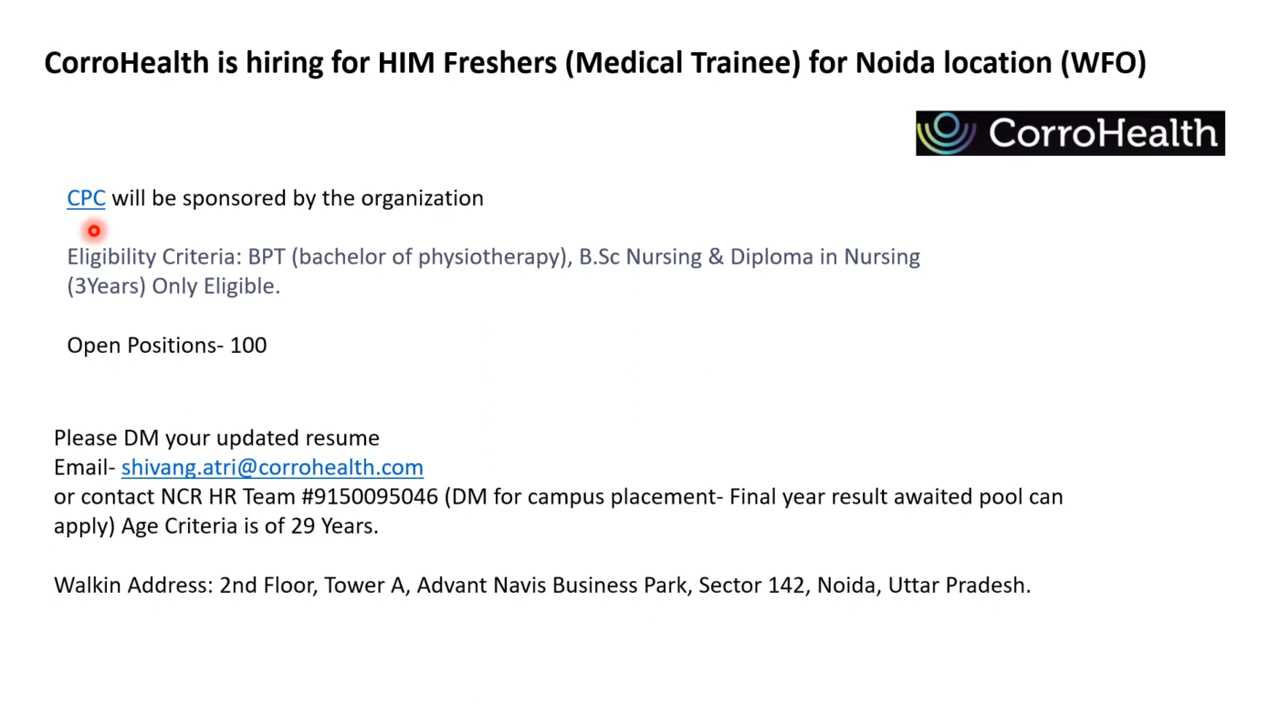 CorroHealth is hiring for HIM Freshers (Medical Trainee) for Noida location (WFO)
CorroHealth
CPC will be sponsored by the organization
Eligibility Criteria: BPT (bachelor of physiotherapy), B.Sc Nursing & Diploma in Nursing
(3Years) Only Eligible.
Open Positions- 100
Please DM your updated resume
Email- shivang.atri@corrohealth.com
or contact NCR HR Team #9150095046 (DM for campus placement- Final year result awaited pool can
apply) Age Criteria is of 29 Years.
Walkin Address: 2nd Floor, Tower A, Advant Navis Business Park, Sector 142, Noida, Uttar Pradesh.